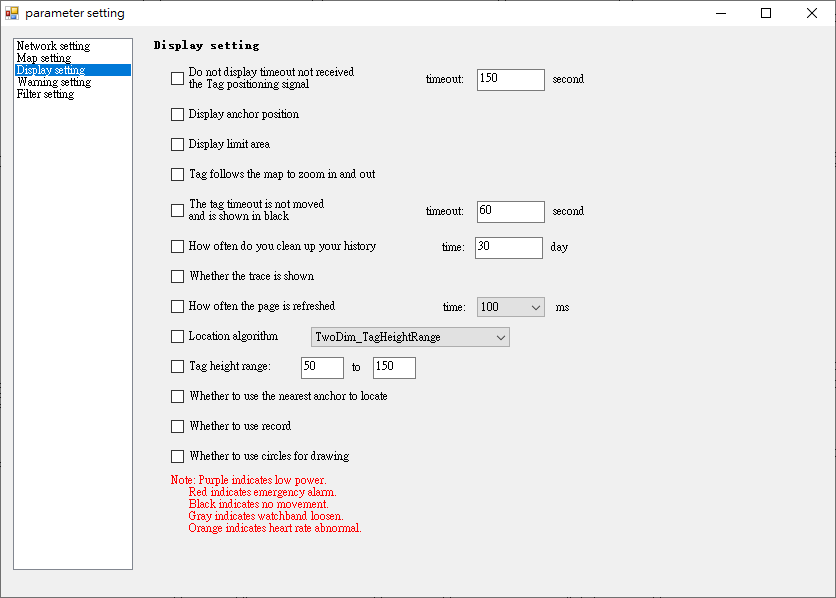 parameter setting
Network setting
Map setting
Display setting
Warning setting
Filter setting
Display setting
Do not display timeout not received
the Tag positioning signal
timeout: 150 second
Display anchor position
Display limit area
Tag follows the map to zoom in and out
The tag timeout is not moved
and is shown in black
timeout: 60 second
How often do you clean up your history time: 30 day
Whether the trace is shown
How often the page is refreshed time: 100 ms
Location algorithm TwoDim_TagHeightRange
Tag height range: 50 to 150
Whether to use the nearest anchor to locate
Whether to use record
Whether to use circles for drawing
Note: Purple indicates low power.
Red indicates emergency alarm.
Black indicates no movement.
Gray indicates watchband loosen.
Orange indicates heart rate abnormal.